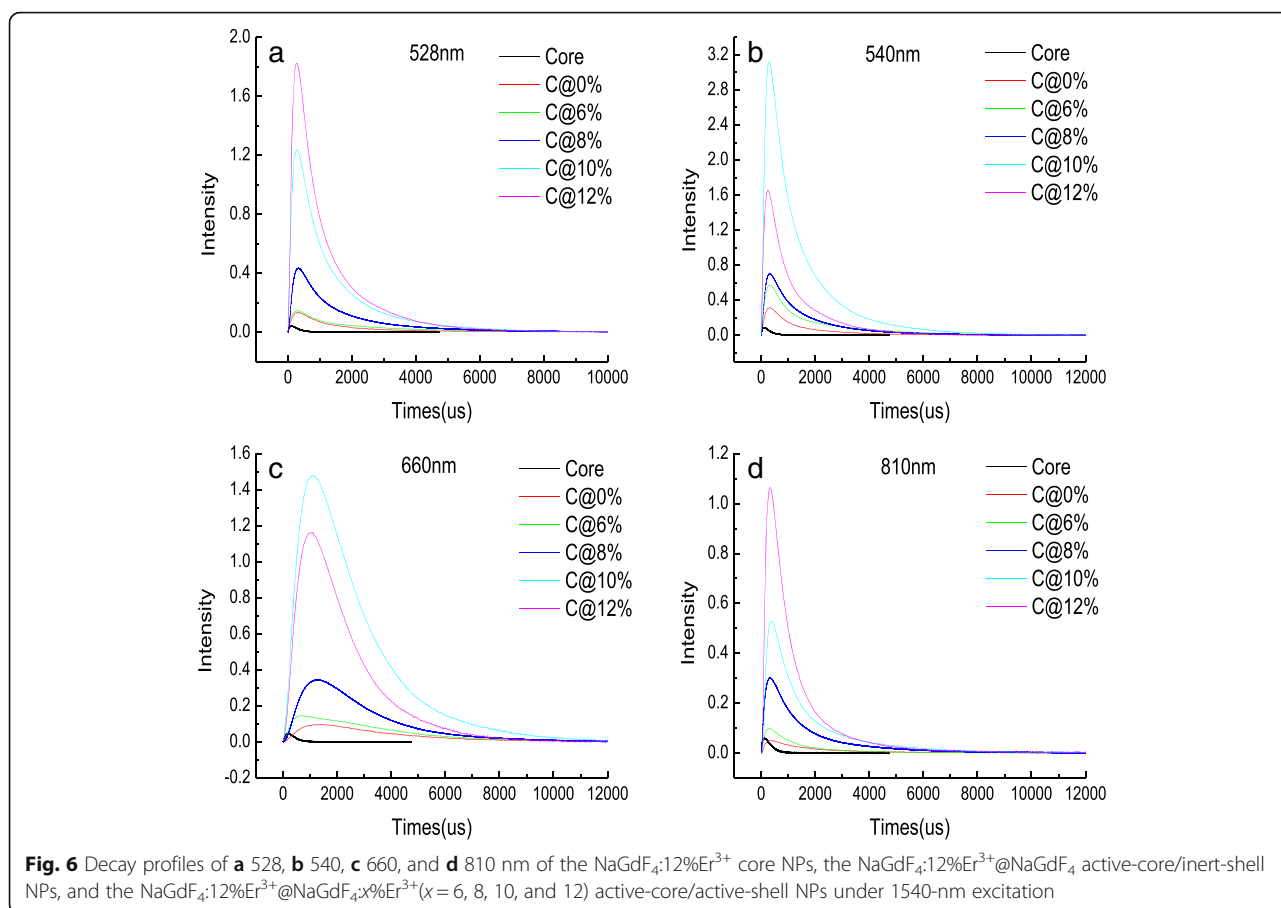 a
528nm
2.0
1.6
1.2
0.8
0.4
0.0
Intensity
Core
C@0%
C@6%
C@8%
C@10%
C@12%
0 2000 4000 6000 8000 10000
Times(us)
b
540nm
3.2
2.8
2.4
2.0
1.6
1.2
0.8
0.4
0.0
Intensity
Core
C@0%
C@6%
C@8%
C@10%
C@12%
0 2000 4000 6000 8000 10000 12000
Times(us)
c
660nm
1.6
1.4
1.2
1.0
0.8
0.6
0.4
0.2
0.0
-0.2
Intensity
Core
C@0%
C@6%
C@8%
C@10%
C@12%
0 2000 4000 6000 8000 10000 12000
Times(us)
d
810nm
1.2
1.0
0.8
0.6
0.4
0.2
0.0
Intensity
Core
C@0%
C@6%
C@8%
C@10%
C@12%
0 2000 4000 6000 8000 10000 12000
Times(us)
Fig. 6 Decay profiles of a 528, b 540, c 660, and d 810 nm of the NaGdF₄:12%Er³⁺ core NPs, the NaGdF₄:12%Er³⁺@NaGdF₄ active-core/inert-shell
NPs, and the NaGdF₄:12%Er³⁺@NaGdF₄:x%Er³⁺(x = 6, 8, 10, and 12) active-core/active-shell NPs under 1540-nm excitation